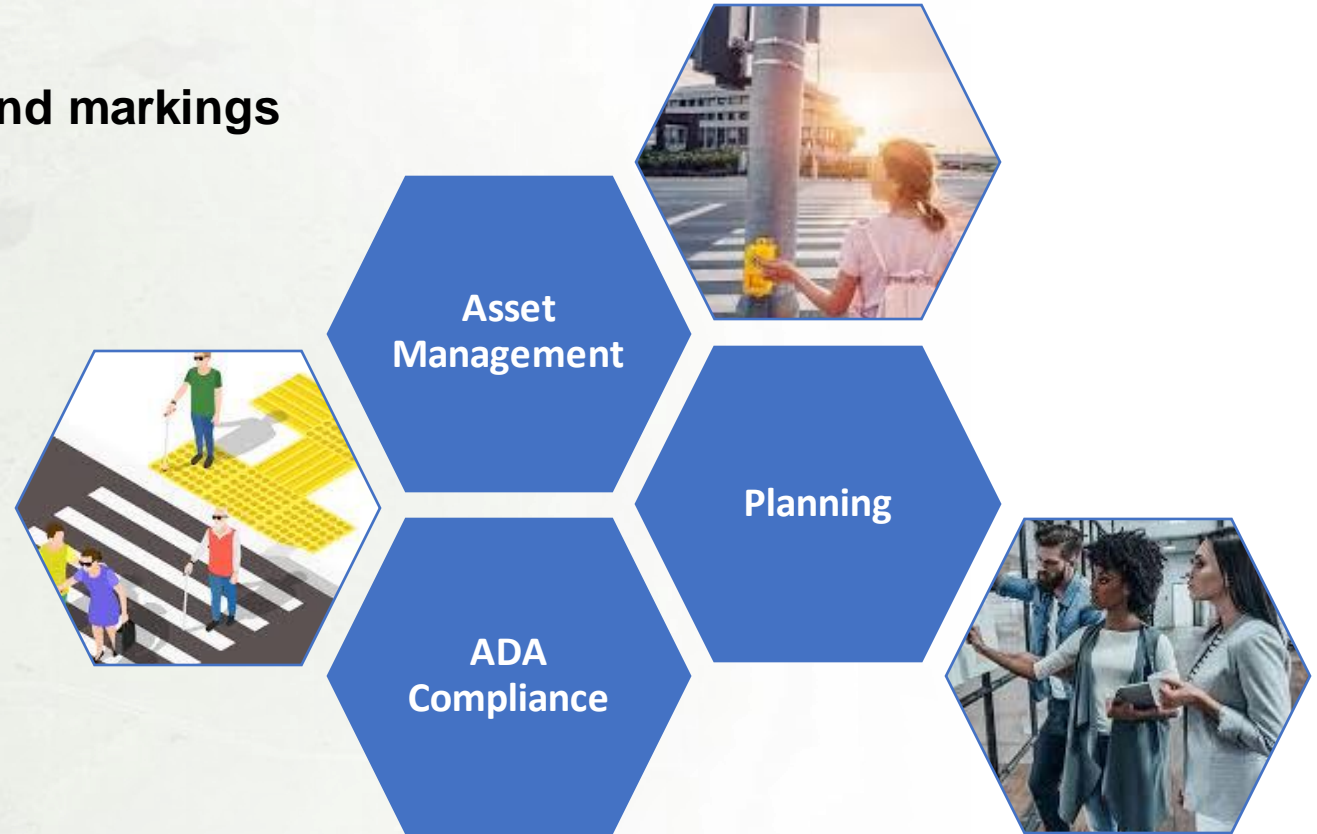 nd markings
Asset
Management
Planning
ADA
Compliance